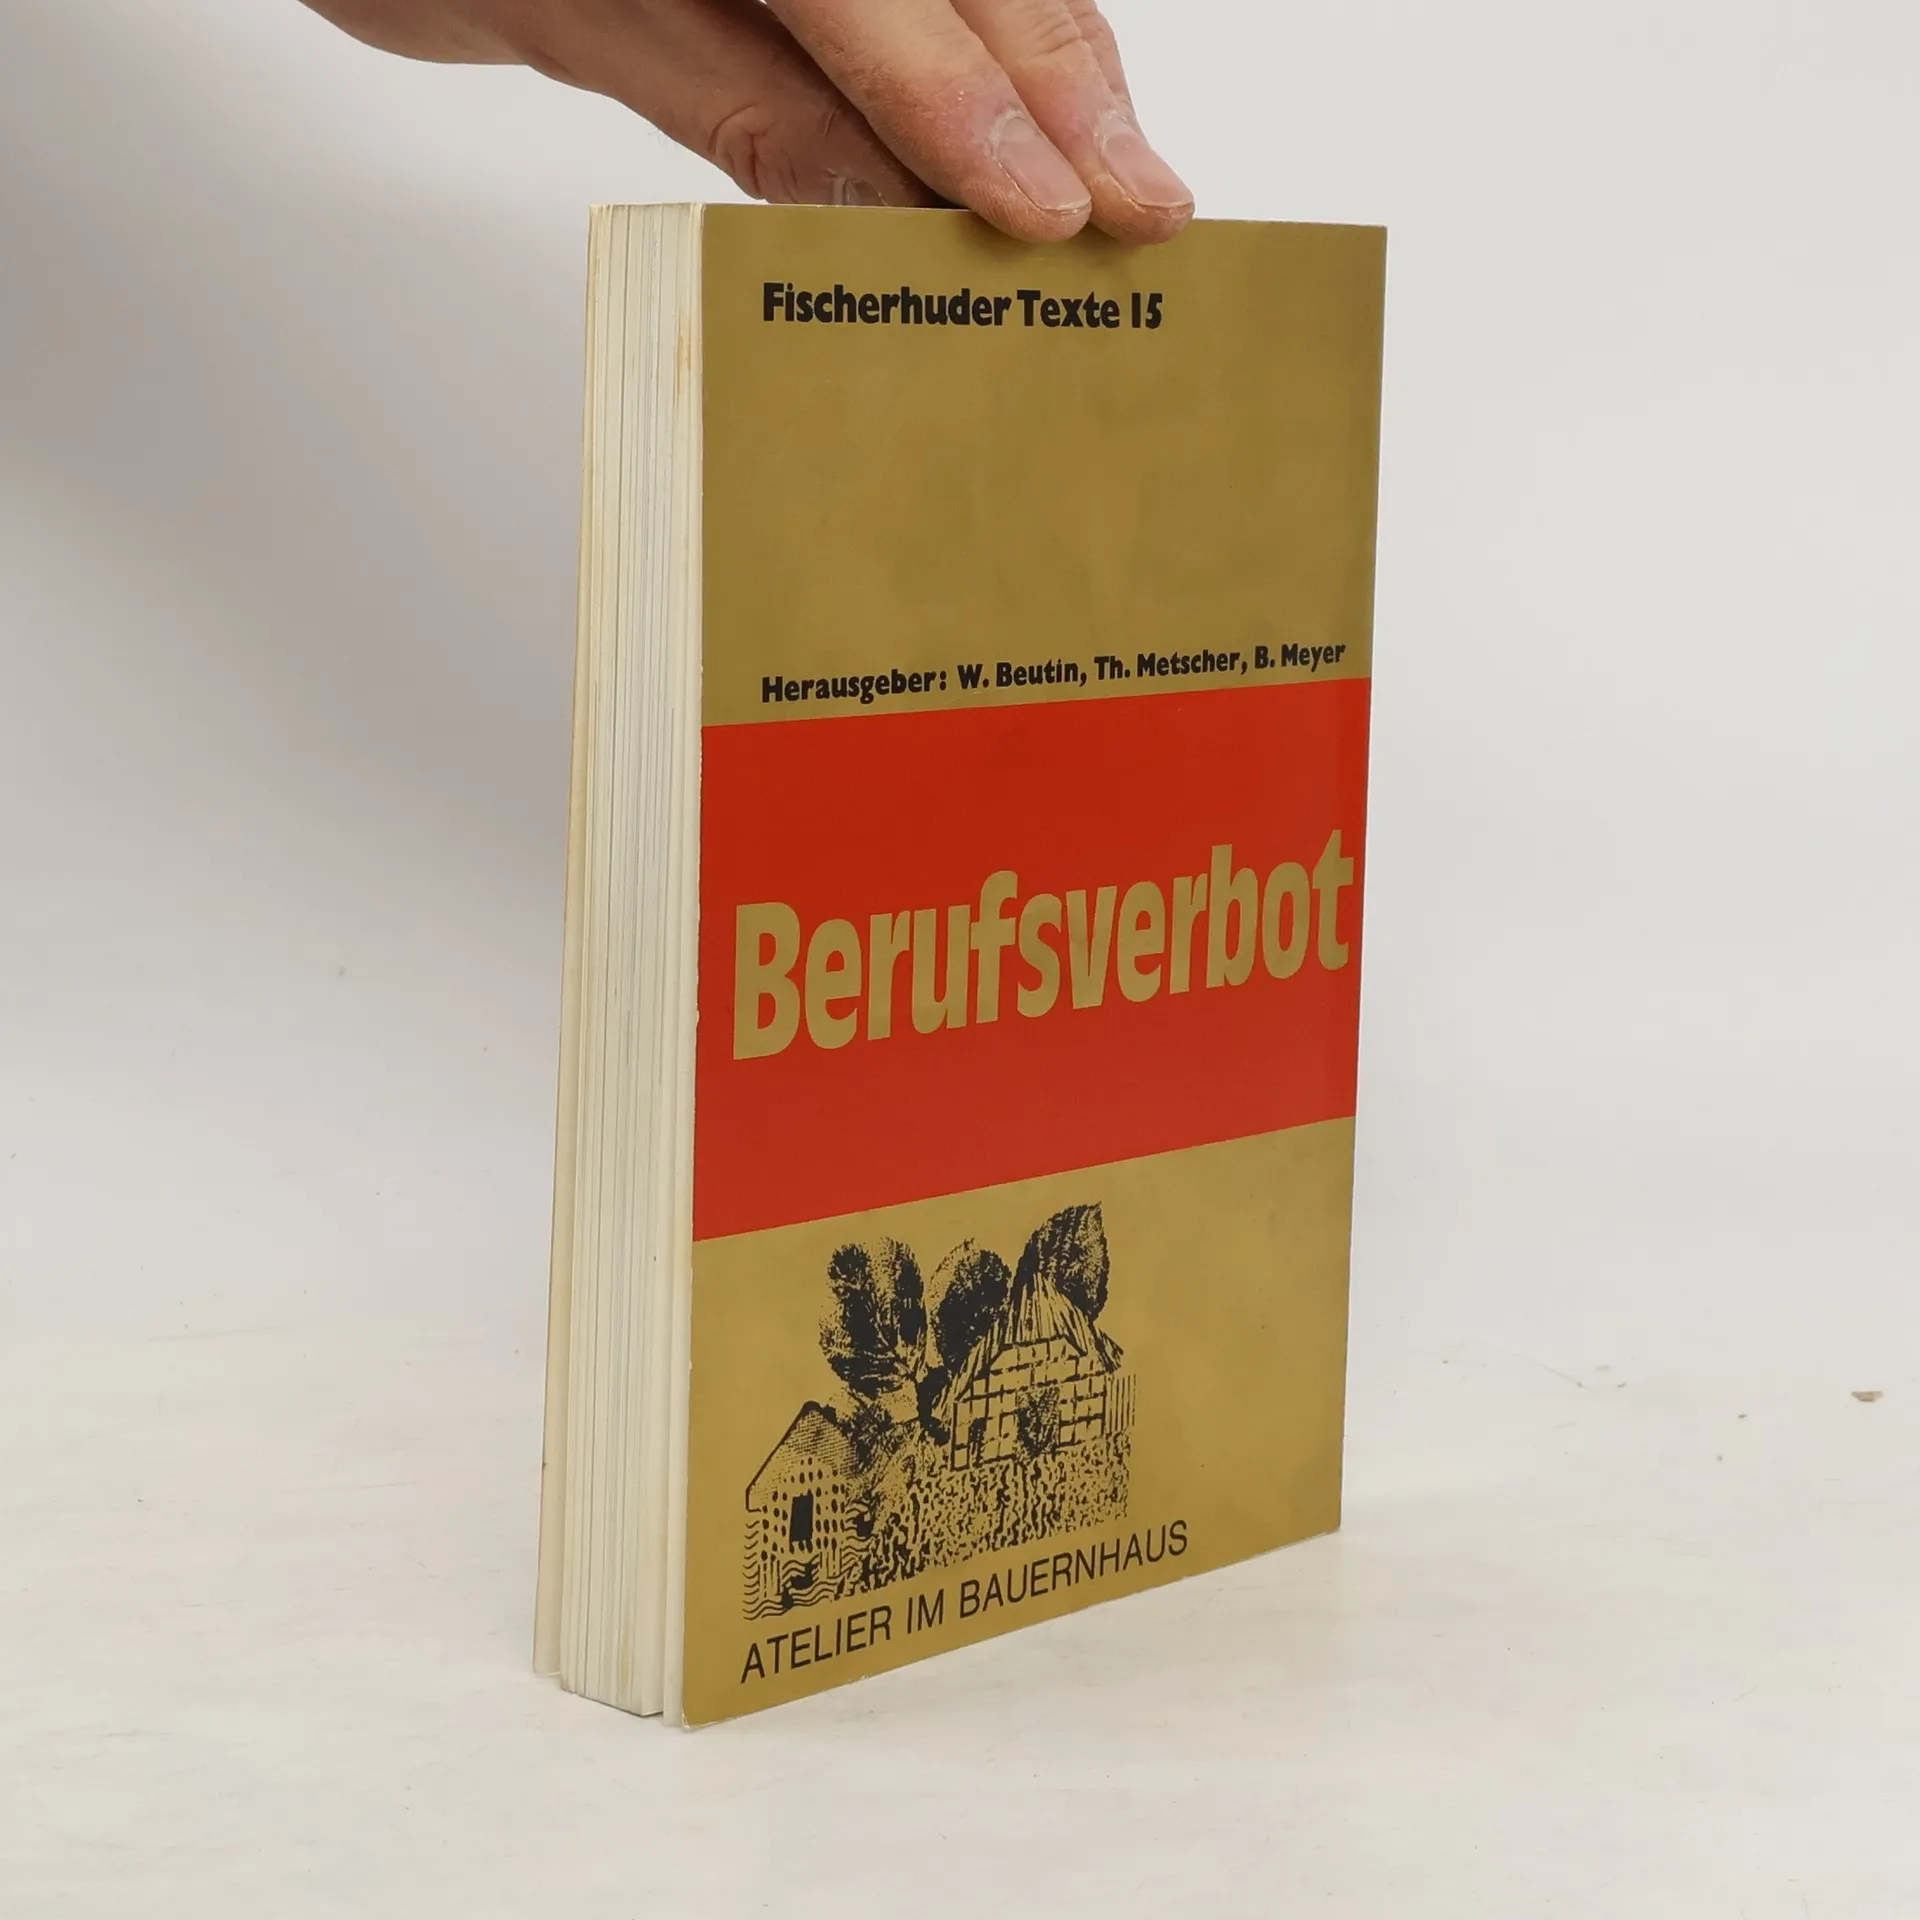 Fischerhuder Texte 15
Herausgeber: W. Beutin, Th. Metscher, B. Meyer
Berufsverbot
ATELIER IM BAUERNHAUS